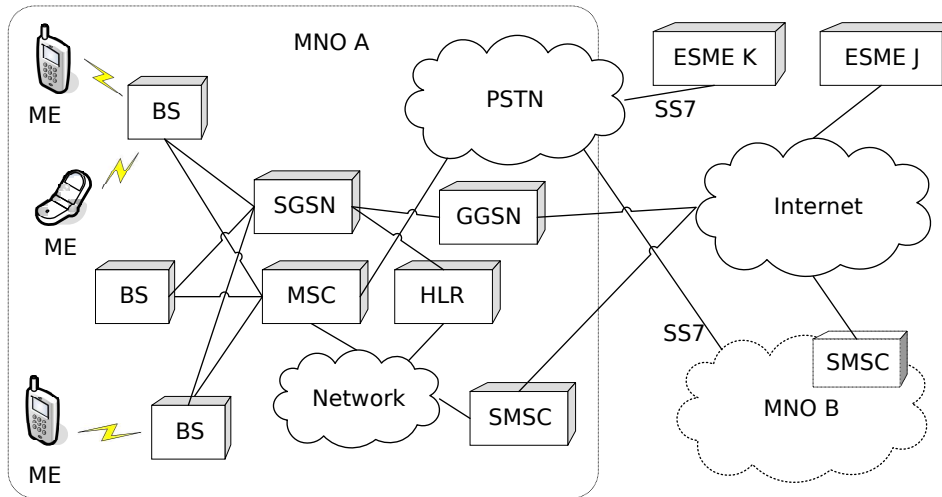 MNO A
ESME K
ESME J
PSTN
SS7
ME
BS
SGSN
GGSN
Internet
ME
BS
MSC
HLR
SS7
SMSC
MNO B
Network
SMSC
BS
ME